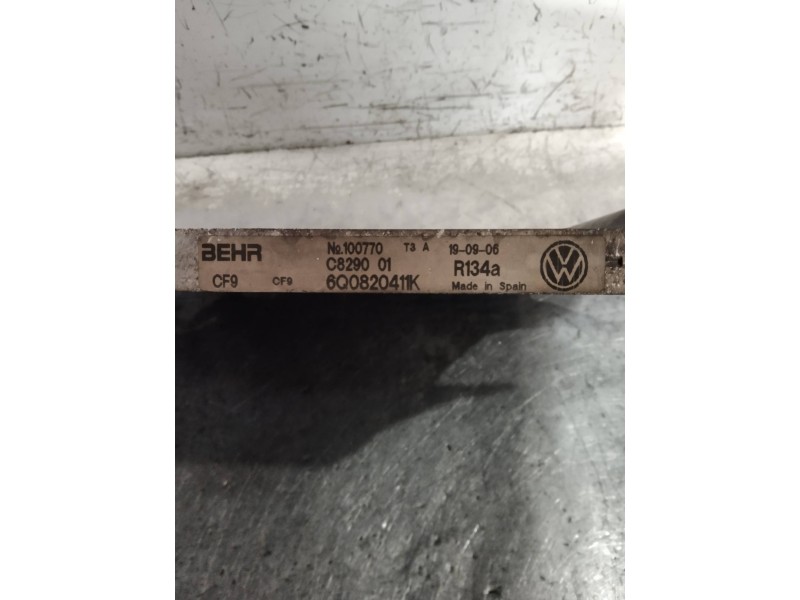 BEHR №.100770 T3 A 19-09-06
C8290 01 R134a
CF9 CF9 6Q0820411K Made in Spain